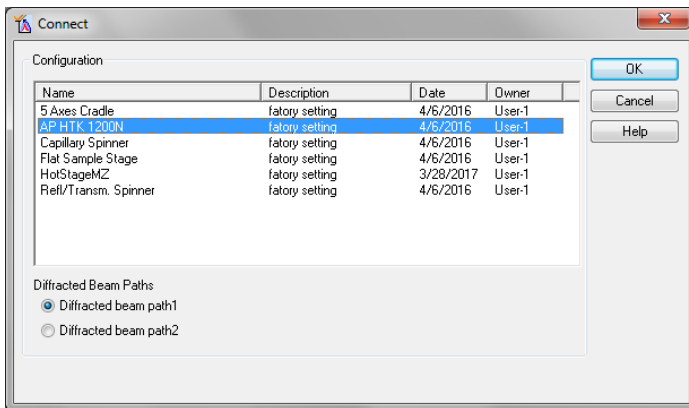 Connect
Configuration
OK
Name Description Date Owner
Cancel
5 Axes Cradle fatory setting 4/6/2016 User-1
AP HTK 1200N fatory setting 4/6/2016 User-1
Help
Capillary Spinner fatory setting 4/6/2016 User-1
Flat Sample Stage fatory setting 4/6/2016 User-1
HotStageMZ fatory setting 3/28/2017 User-1
Refl/Transm. Spinner fatory setting 4/6/2016 User-1
Diffracted Beam Paths
Diffracted beam path1
Diffracted beam path2